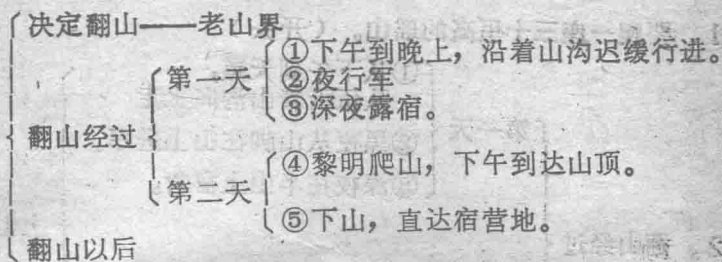 决定翻山——老山界
①下午到晚上，沿着山沟迟缓行进。
第一天
②夜行军
③深夜露宿。
翻山经过
④黎明爬山，下午到达山顶。
第二天
⑤下山，直达宿营地。
翻山以后